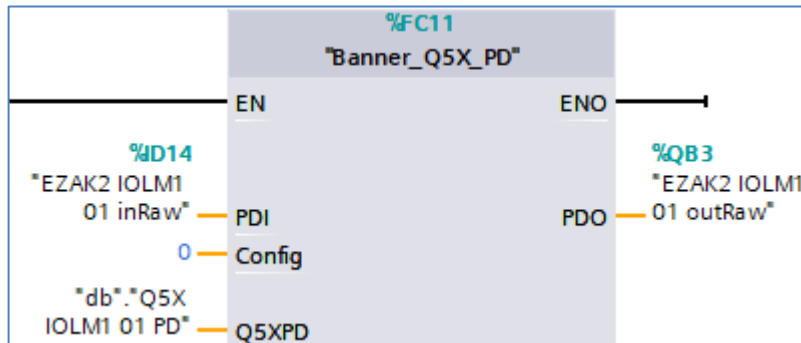 %FC11
"Banner_Q5X_PD"
EN ENO
%ID14 %QB3
"EZAK2 IOLM1 "EZAK2 IOLM1
01 inRaw" PDI PDO 01 outRaw"
0 Config
"db"."Q5X
IOLM1 01 PD" Q5XPD